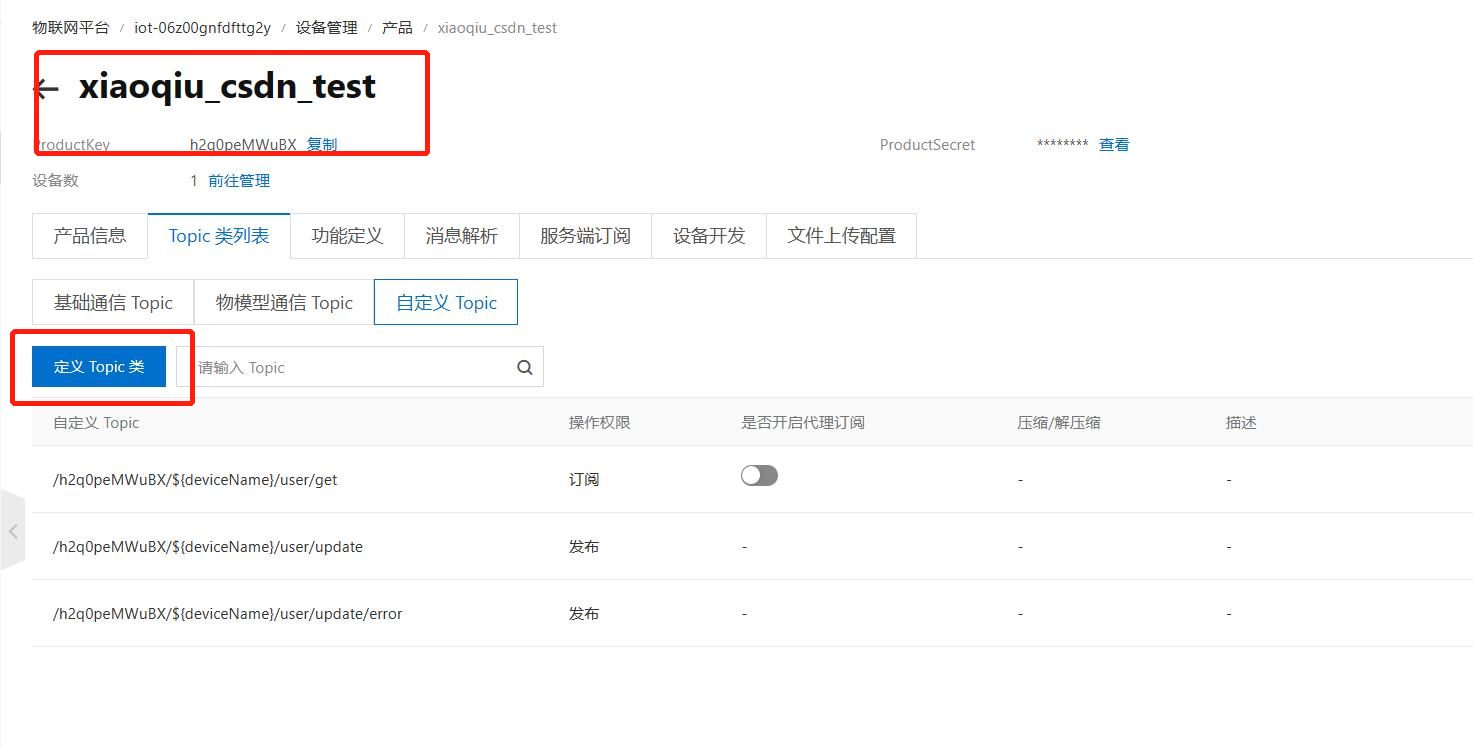 物联网平台 / iot-06z00gnfdfttg2y / 设备管理 / 产品 / xiaoqiu_csdn_test
← xiaoqiu_csdn_test
ProductKey h2q0peMWuBX 复制 ProductSecret ******** 查看
设备数 1 前往管理
产品信息 Topic 类列表 功能定义 消息解析 服务端订阅 设备开发 文件上传配置
基础通信 Topic 物模型通信 Topic 自定义 Topic
定义 Topic 类 请输入 Topic
自定义 Topic 操作权限 是否开启代理订阅 压缩/解压缩 描述
/h2q0peMWuBX/${deviceName}/user/get 订阅 - -
/h2q0peMWuBX/${deviceName}/user/update 发布 - - -
/h2q0peMWuBX/${deviceName}/user/update/error 发布 - - -